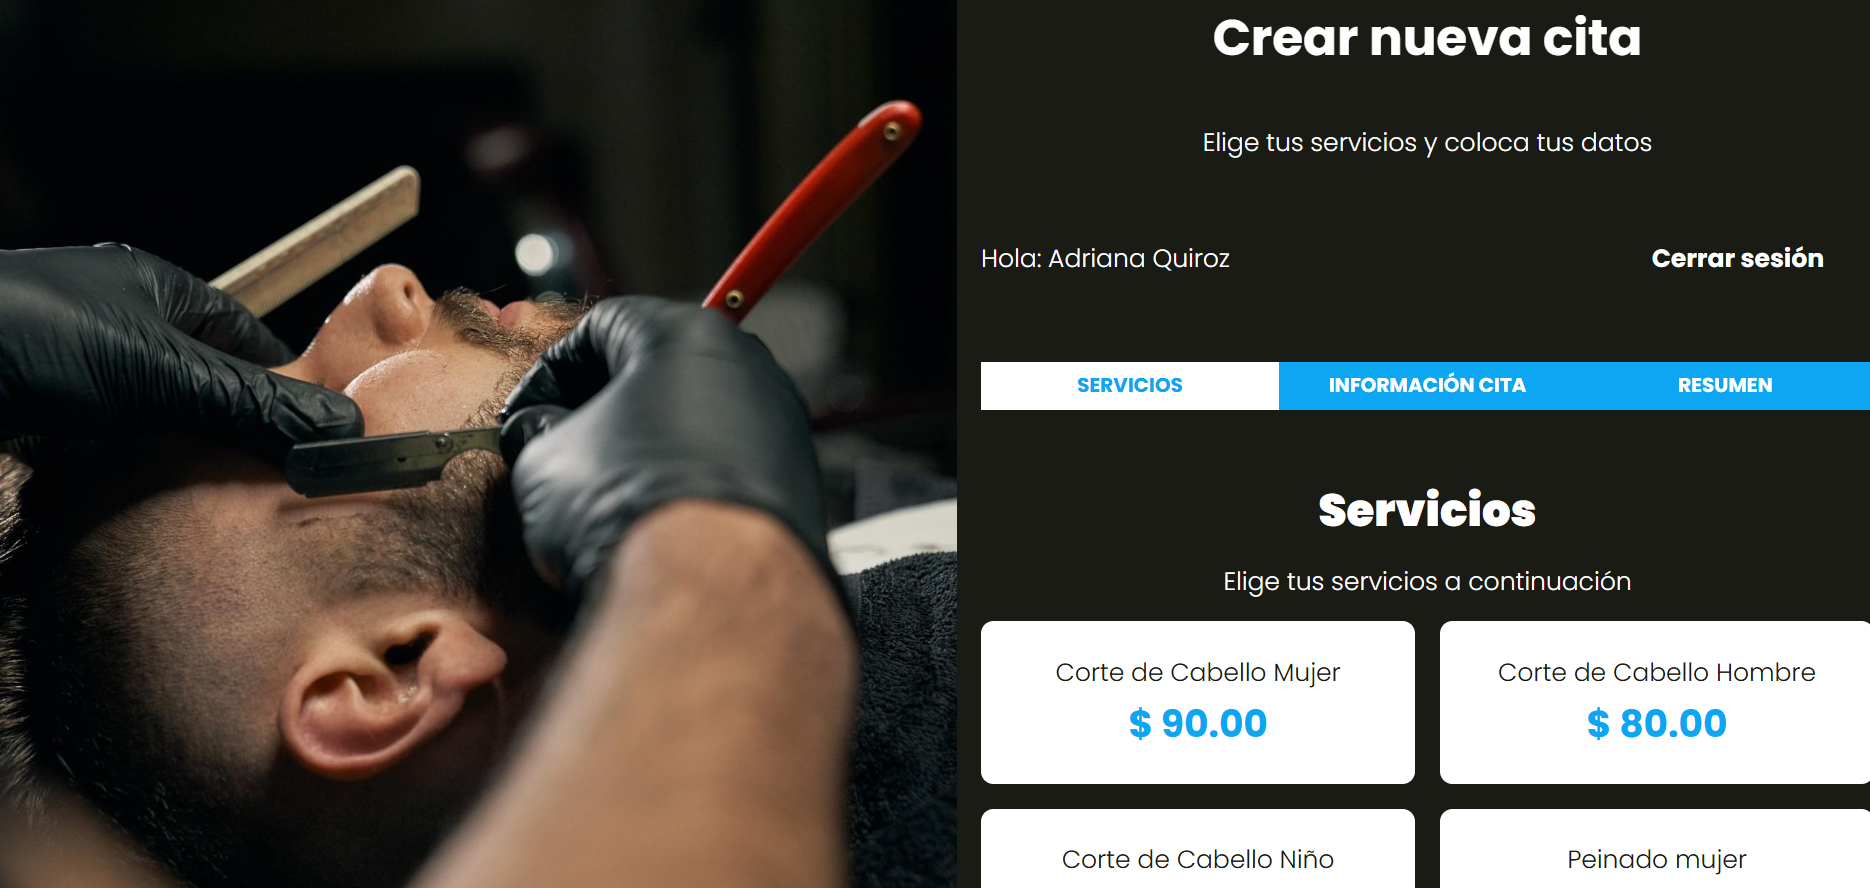 Crear nueva cita
Elige tus servicios y coloca tus datos
Hola: Adriana Quiroz
Cerrar sesión
SERVICIOS
INFORMACIÓN CITA
RESUMEN
Servicios
Elige tus servicios a continuación
Corte de Cabello Mujer
$ 90.00
Corte de Cabello Hombre
$ 80.00
Corte de Cabello Niño
Peinado mujer